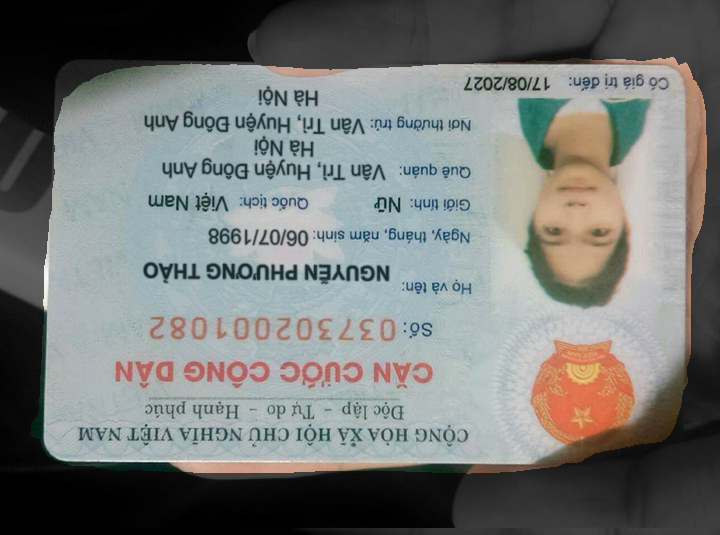 CỘNG HÒA XÃ HỘI CHỦ NGHĨA VIỆT NAM
Độc lập - Tự do - Hạnh phúc
CĂN CƯỚC CÔNG DÂN
Số: 037302001082
Họ và tên: NGUYỄN PHƯƠNG THẢO
Ngày, tháng, năm sinh: 06/07/1998
Giới tính: NỮ Quốc tịch: Việt Nam
Quê quán: Vân Trì, Huyện Đông Anh
Hà Nội
Nơi thường trú: Vân Trì, Huyện Đông Anh
Hà Nội
Có giá trị đến: 17/08/2027